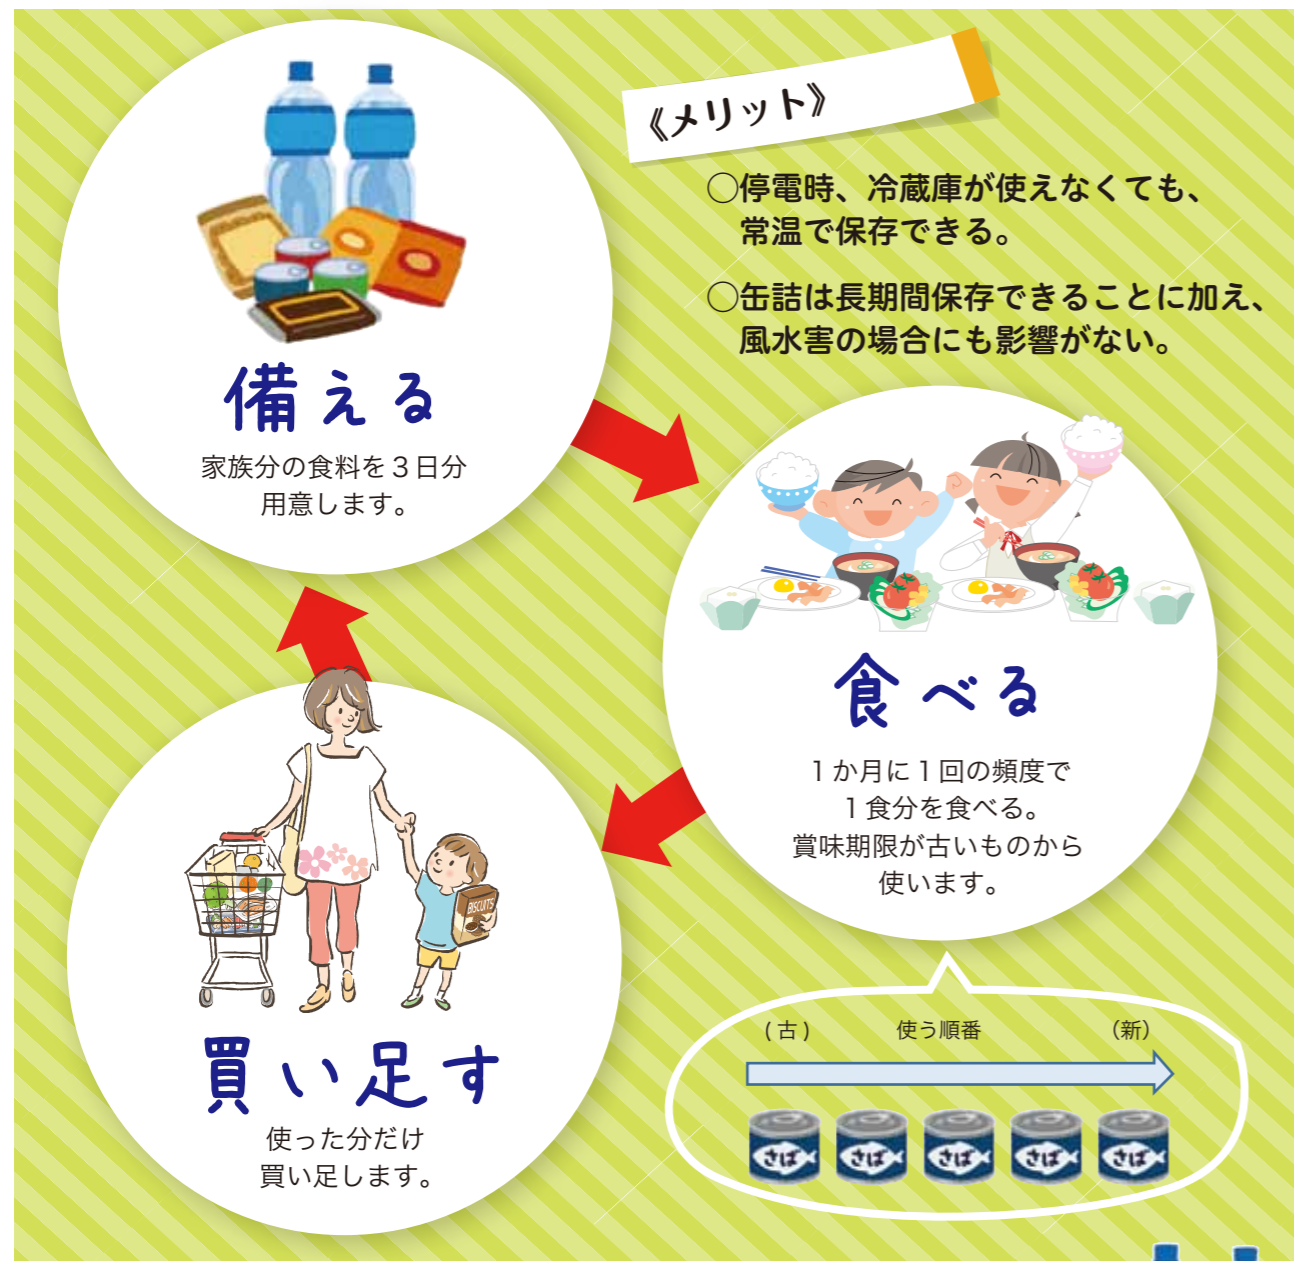 《メリット》
○停電時、冷蔵庫が使えなくても、
常温で保存できる。
○缶詰は長期間保存できることに加え、
風水害の場合にも影響がない。
備える
家族分の食料を３日分
用意します。
食べる
１か月に１回の頻度で
１食分を食べる。
賞味期限が古いものから
使います。
買い足す
使った分だけ
買い足します。
BISCUITS
(古) 使う順番 （新）
さば さば さば さば さば